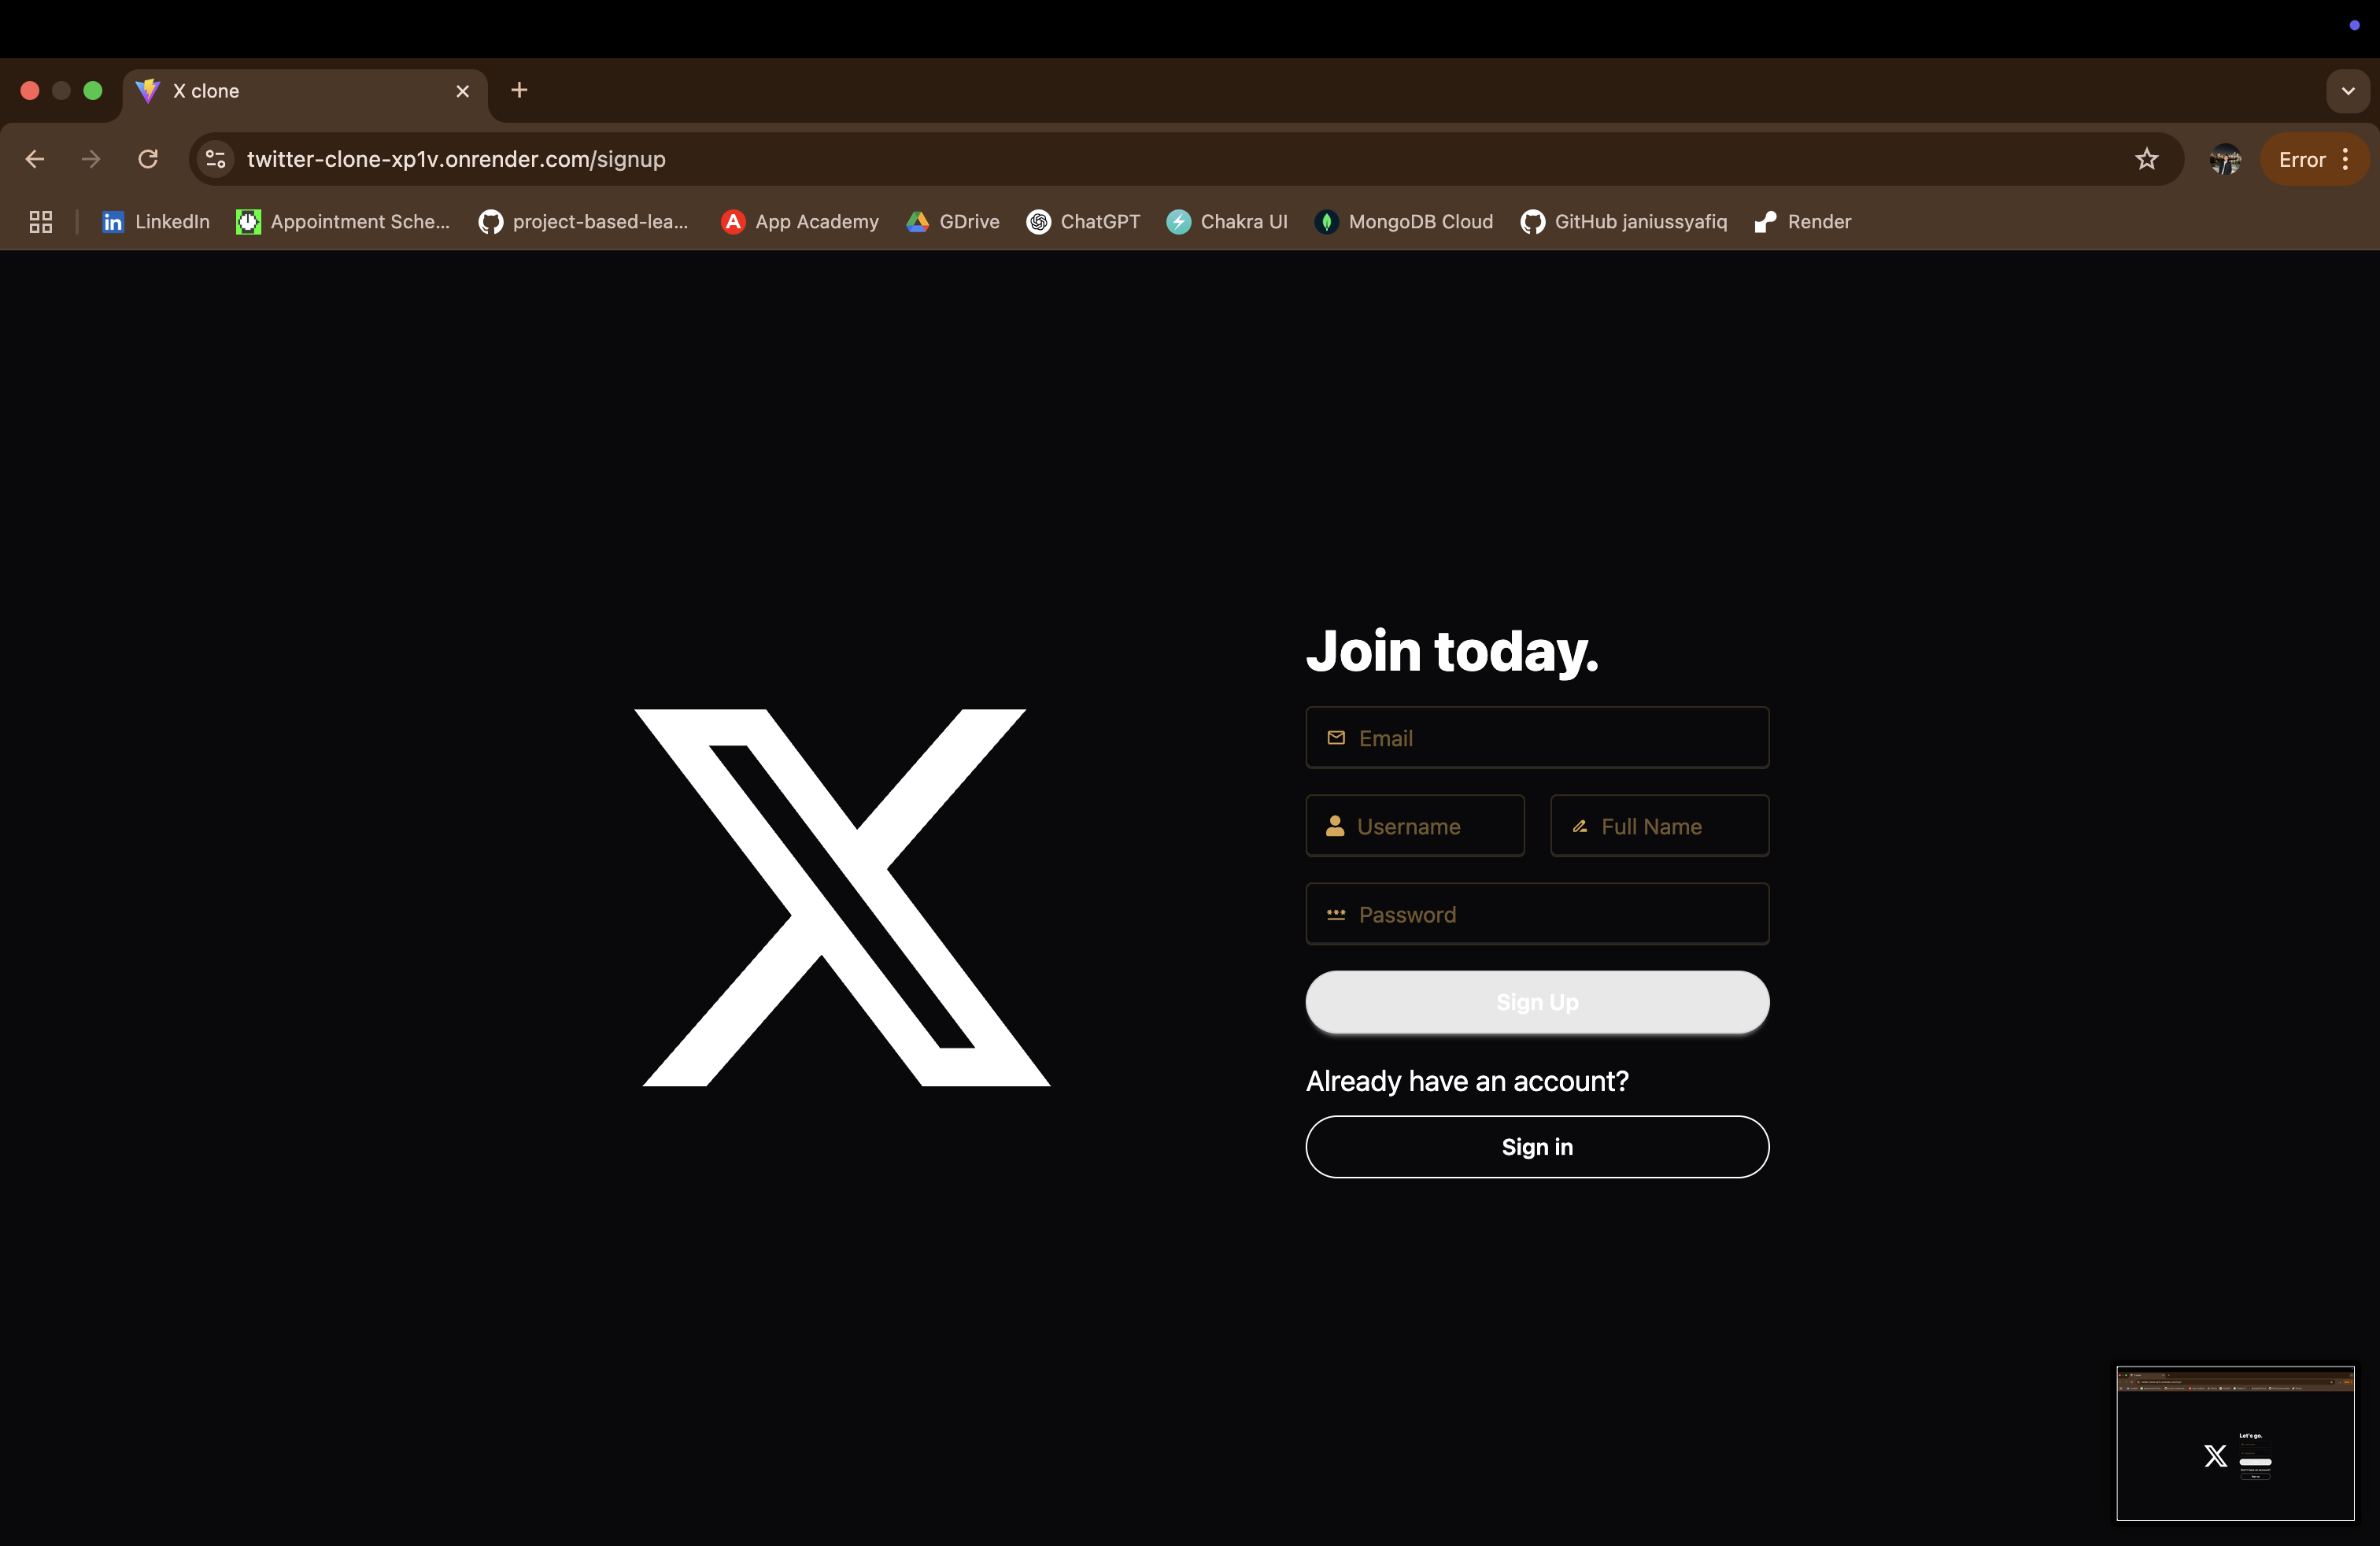 X clone
twitter-clone-xp1v.onrender.com/signup
Error
LinkedIn
Appointment Sche...
project-based-lea...
App Academy
GDrive
ChatGPT
Chakra UI
MongoDB Cloud
GitHub janiussyafiq
Render
Join today.
Email
Username
Full Name
Password
Sign Up
Already have an account?
Sign in
Let's go.